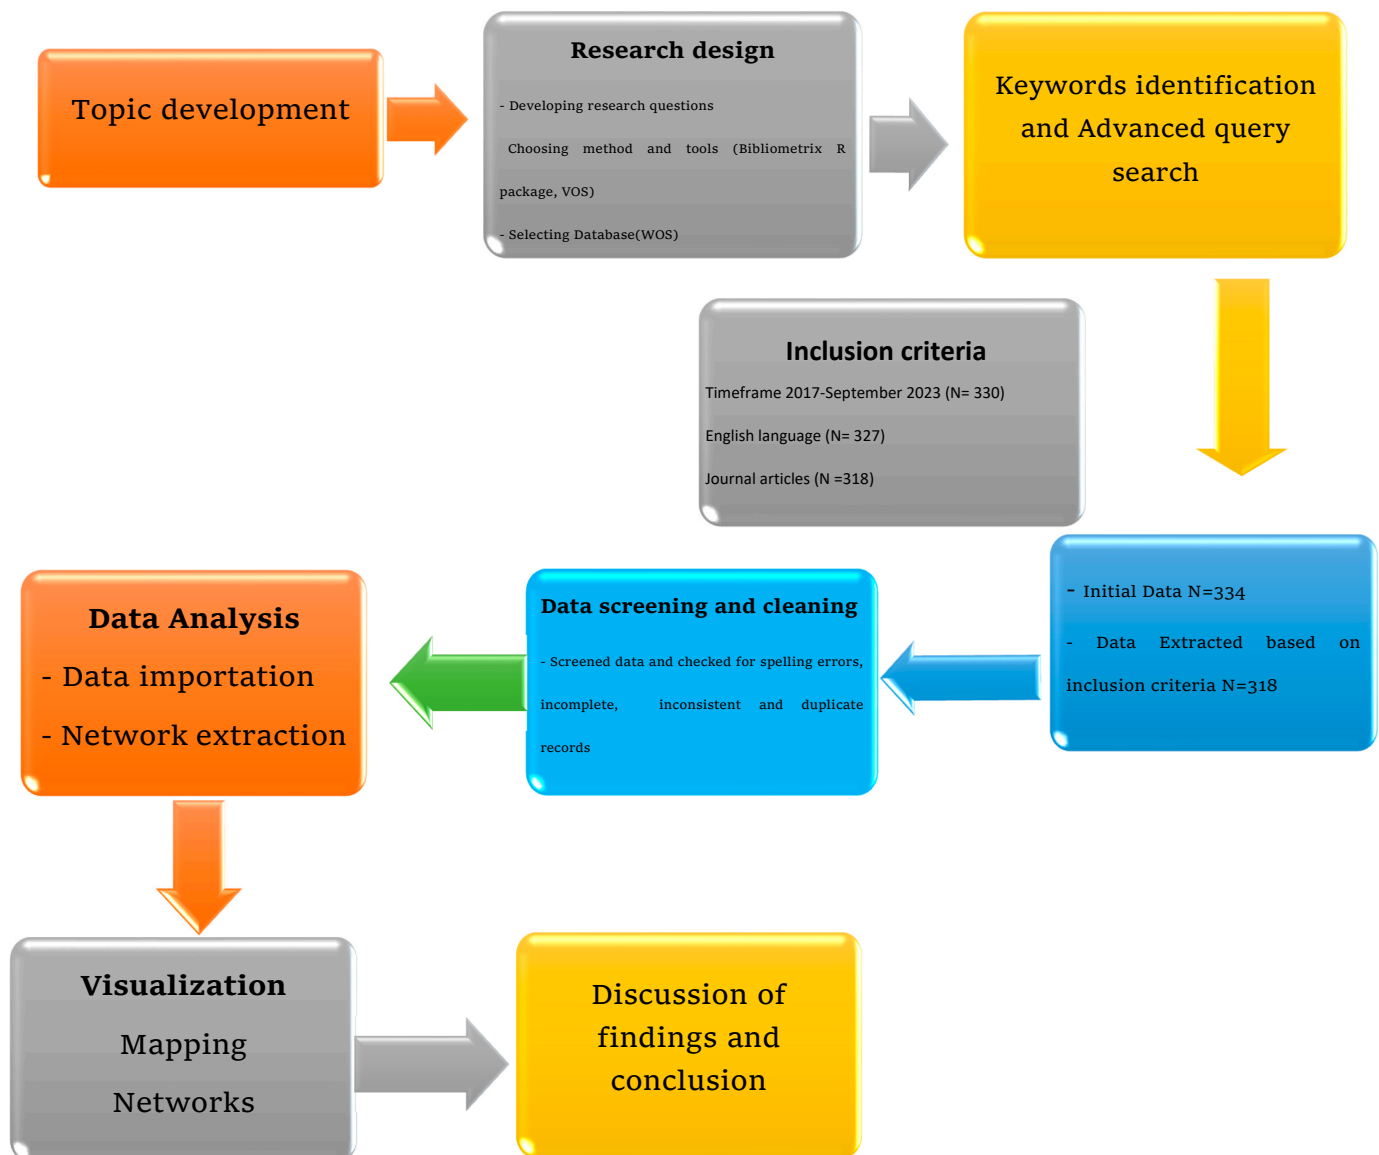 Topic development
Research design
- Developing research questions
Choosing method and tools (Bibliometrix R
package, VOS)
- Selecting Database(WOS)
Keywords identification
and Advanced query
search
Inclusion criteria
Timeframe 2017-September 2023 (N= 330)
English language (N= 327)
Journal articles (N =318)
- Initial Data N=334
- Data Extracted based on
inclusion criteria N=318
Data screening and cleaning
- Screened data and checked for spelling errors,
incomplete, inconsistent and duplicate
records
Data Analysis
- Data importation
- Network extraction
Visualization
Mapping
Networks
Discussion of
findings and
conclusion